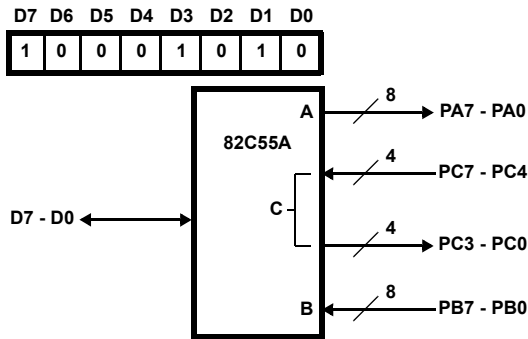 D7 D6 D5 D4 D3 D2 D1 D0
1 0 0 0 1 0 1 0
A 8 PA7 - PA0
82C55A
4 PC7 - PC4
C
D7 - D0
4 PC3 - PC0
B 8 PB7 - PB0